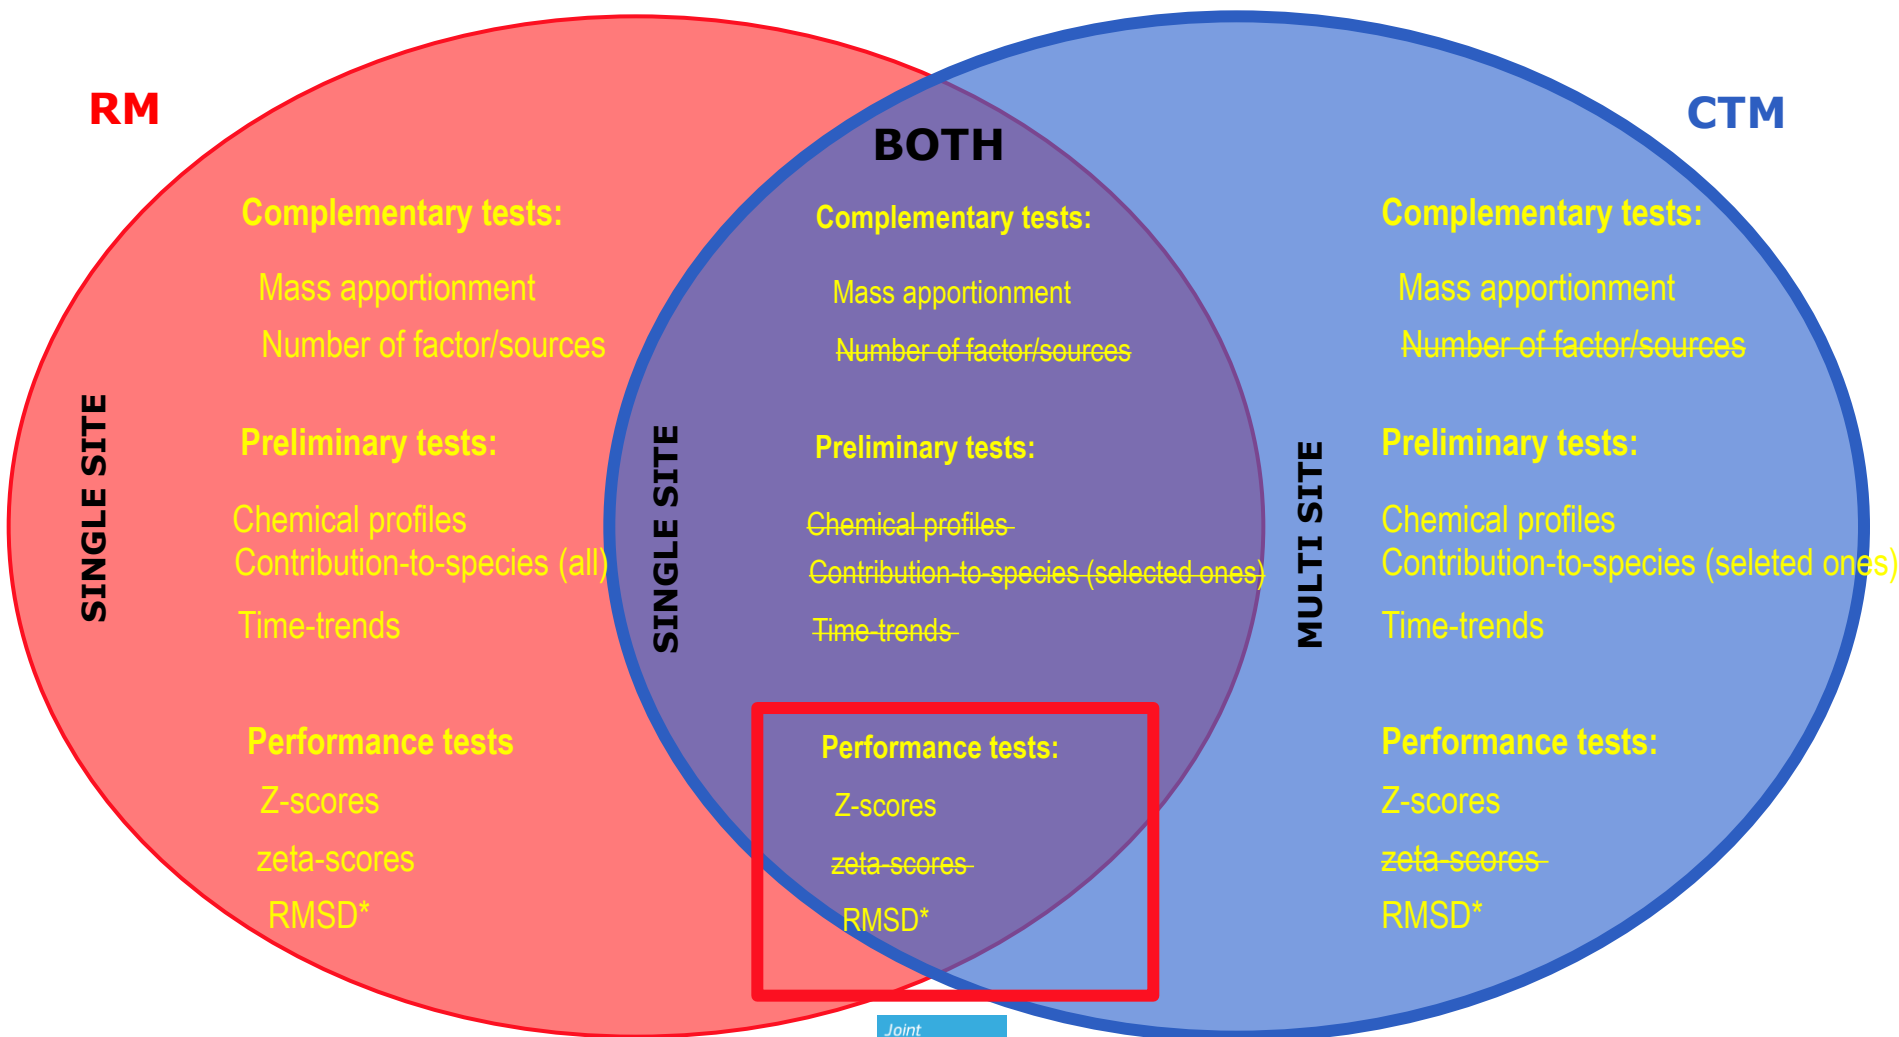 RM
SINGLE SITE
Complementary tests:
Mass apportionment
Number of factor/sources
Preliminary tests:
Chemical profiles
Contribution-to-species (all)
Time-trends
Performance tests
Z-scores
zeta-scores
RMSD*
BOTH
SINGLE SITE
Complementary tests:
Mass apportionment
Number of factor/sources
Preliminary tests:
Chemical profiles
Contribution-to-species (selected ones)
Time-trends
Performance tests:
Z-scores
zeta-scores
RMSD*
CTM
MULTI SITE
Complementary tests:
Mass apportionment
Number of factor/sources
Preliminary tests:
Chemical profiles
Contribution-to-species (seleted ones)
Time-trends
Performance tests:
Z-scores
zeta-scores
RMSD*
Joint